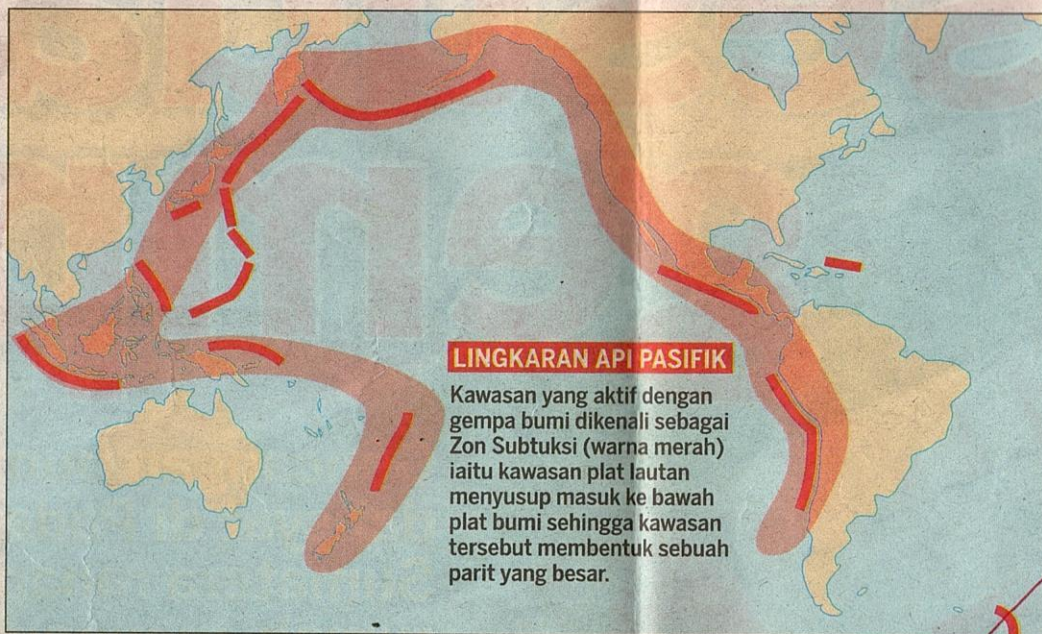 LINGKARAN API PASIFIK
Kawasan yang aktif dengan
gempa bumi dikenali sebagai
Zon Subtuksi (warna merah)
iaitu kawasan plat lautan
menyusup masuk ke bawah
plat bumi sehingga kawasan
tersebut membentuk sebuah
parit yang besar.